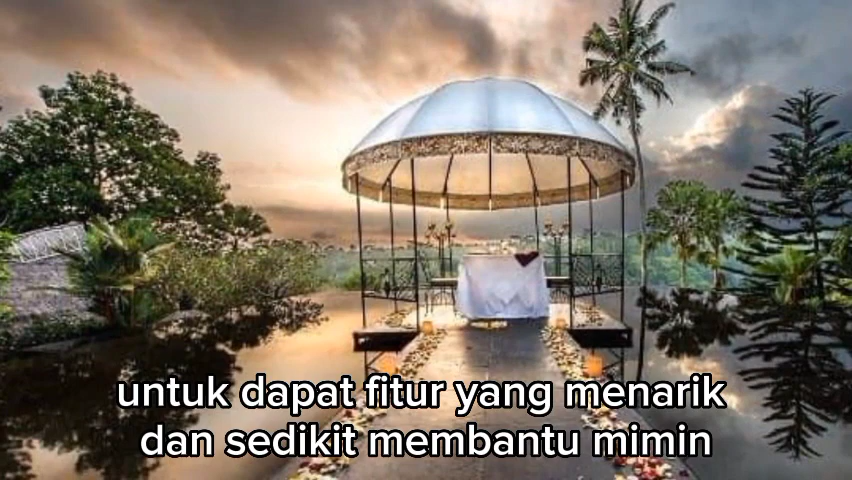 untuk dapat fitur yang menarik
dan sedikit membantu mimin